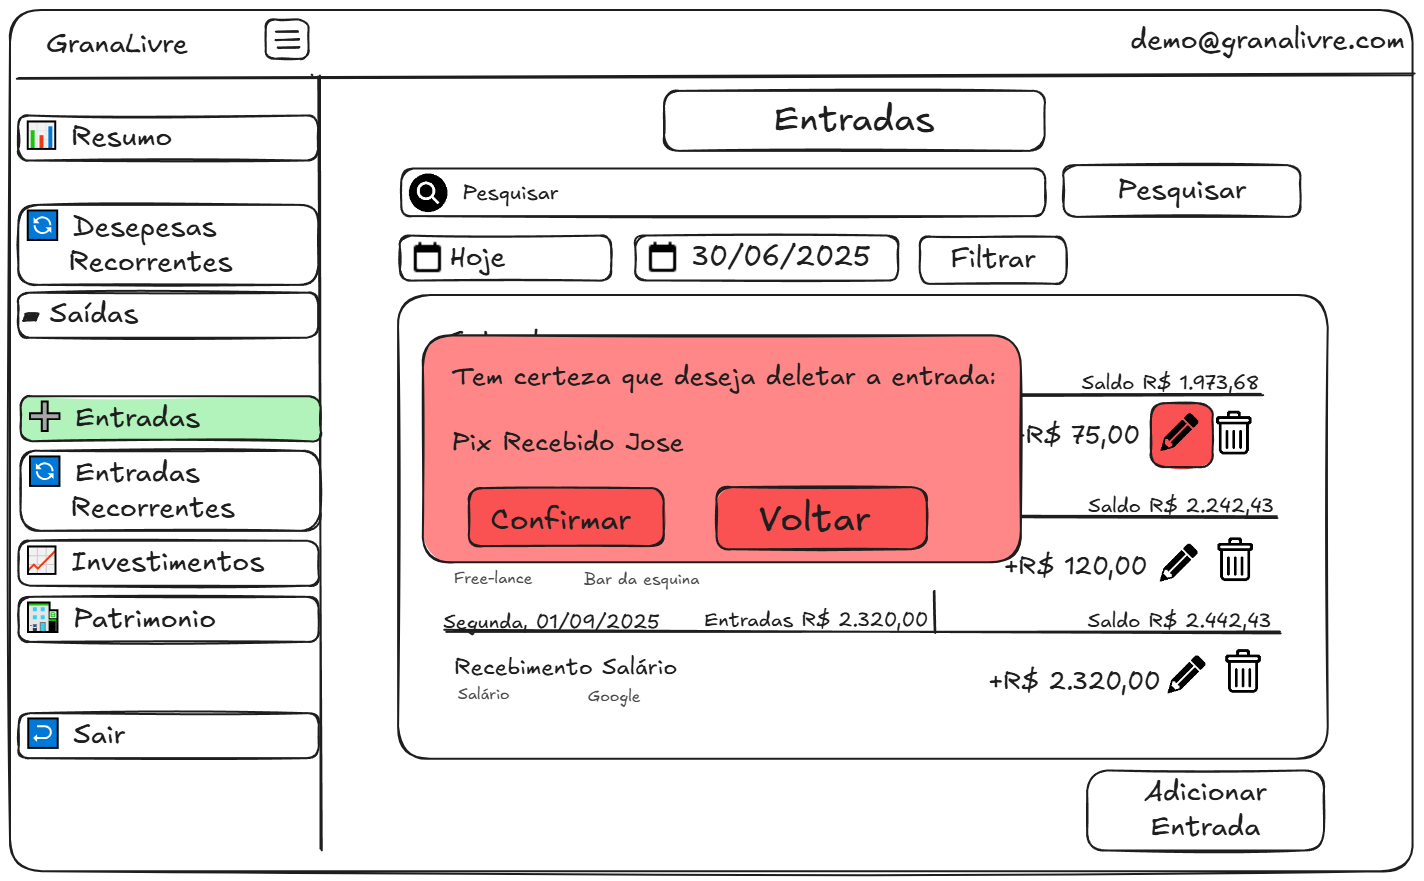 GranaLivre
demo@granalivre.com
Resumo
Desepesas
Recorrentes
Saídas
Entradas
Entradas
Recorrentes
Investimentos
Patrimonio
Sair
Entradas
Pesquisar
Pesquisar
Hoje
30/06/2025
Filtrar
Tem certeza que deseja deletar a entrada:
Pix Recebido Jose
Confirmar
Voltar
Saldo R$ 1.973,68
+R$ 75,00
Saldo R$ 2.242,43
+R$ 120,00
Free-lance Bar da esquina
Segunda, 01/09/2025 Entradas R$ 2.320,00 Saldo R$ 2.442,43
Recebimento Salário
+R$ 2.320,00
Salário Google
Adicionar
Entrada